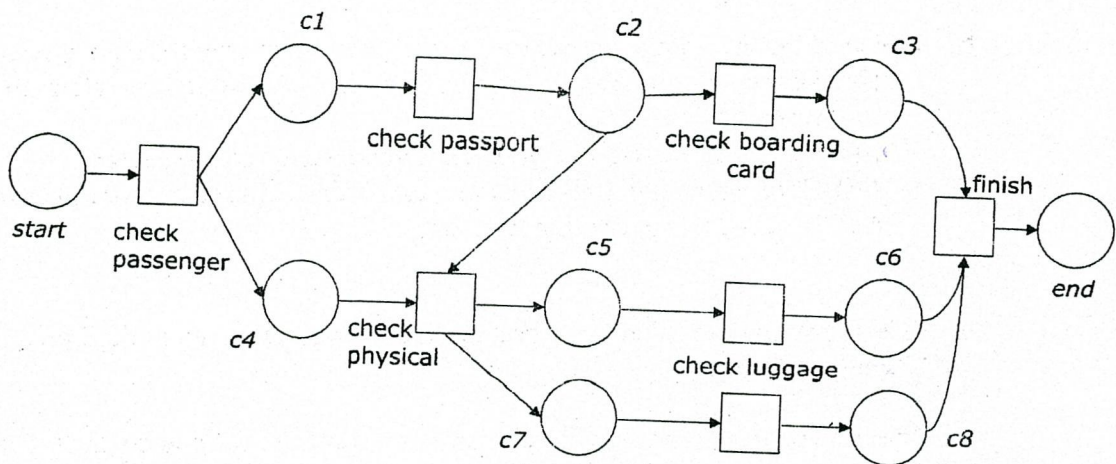 c1
c2
c3
check passport
check boarding
card
finish
start
check
passenger
c5
c6
end
c4
check
physical
check luggage
c7
c8